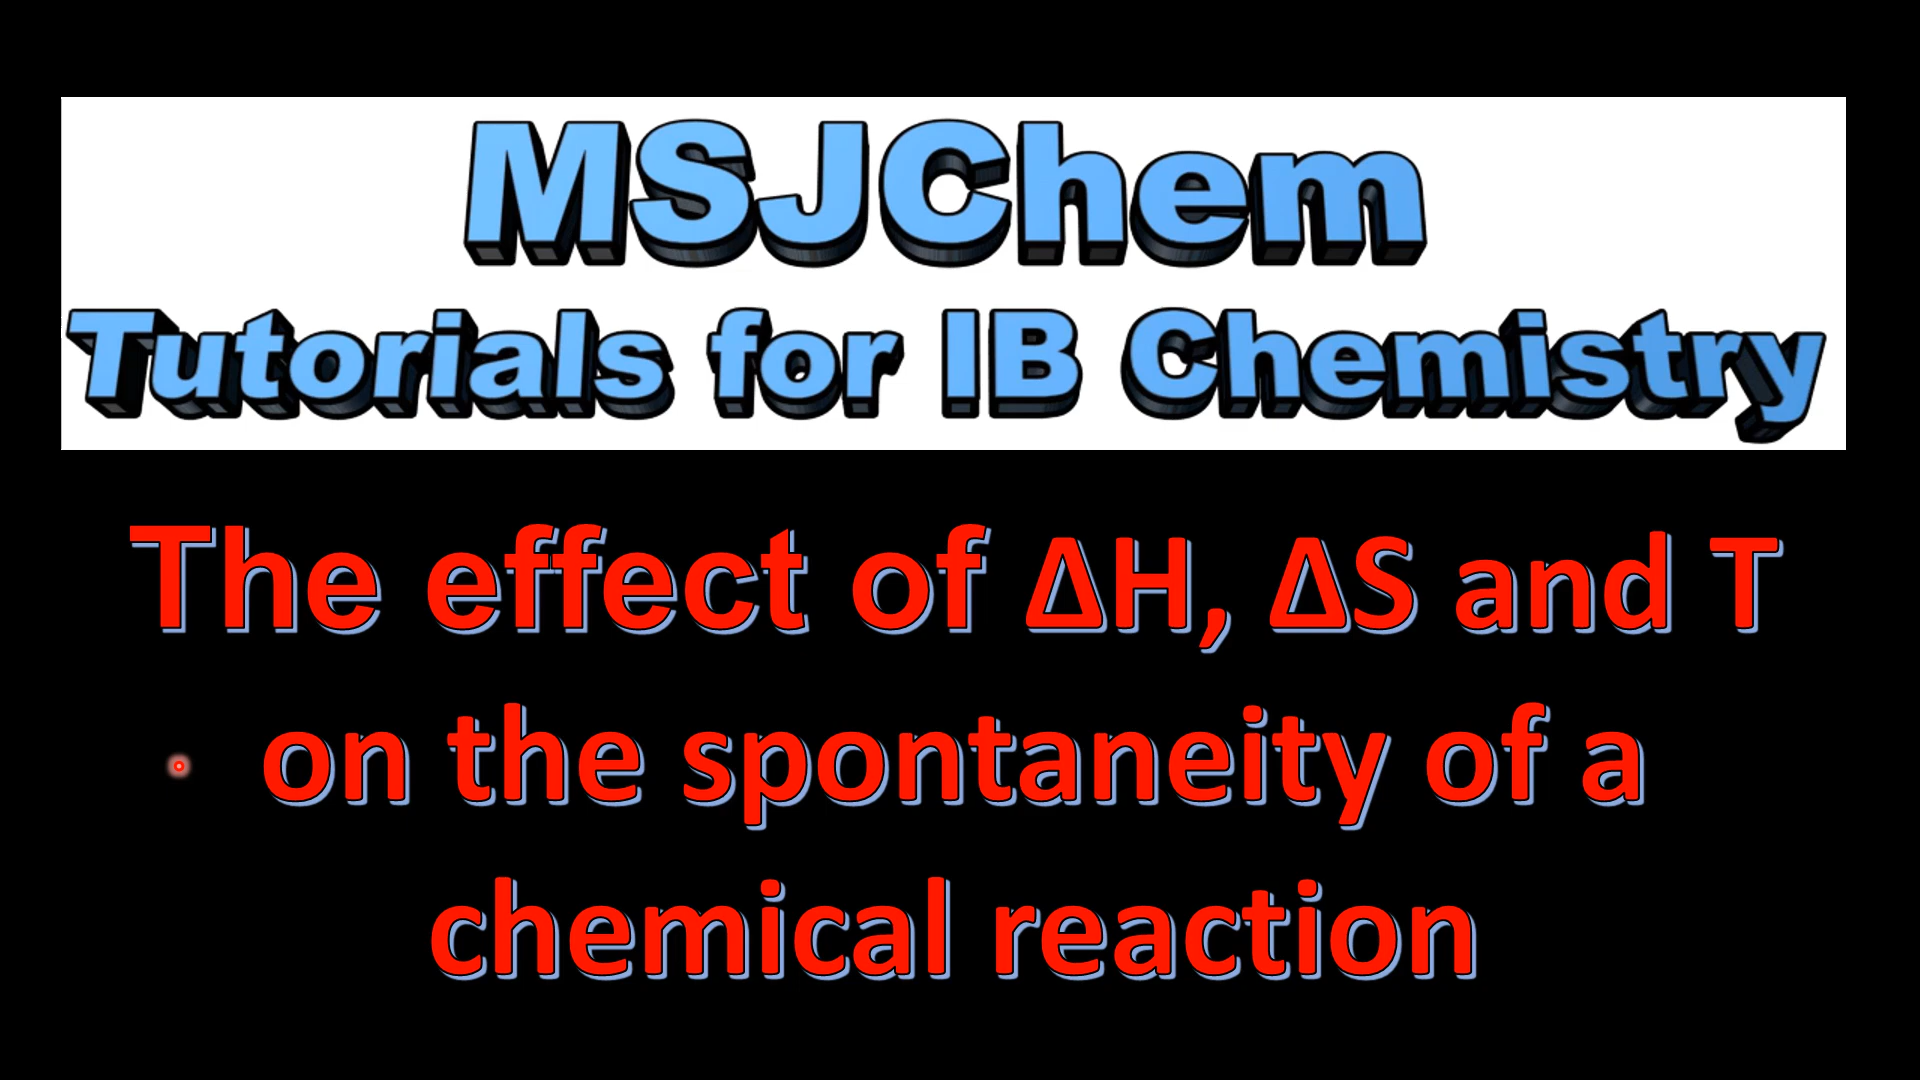 MSJChem
Tutorials for IB Chemistry
The effect of ΔH, ΔS and T
on the spontaneity of a
chemical reaction